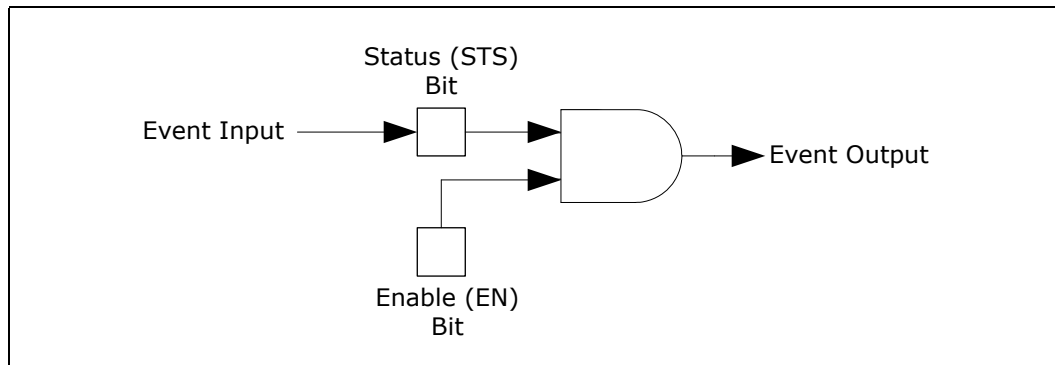 Status (STS)
Bit
Event Input
Event Output
Enable (EN)
Bit